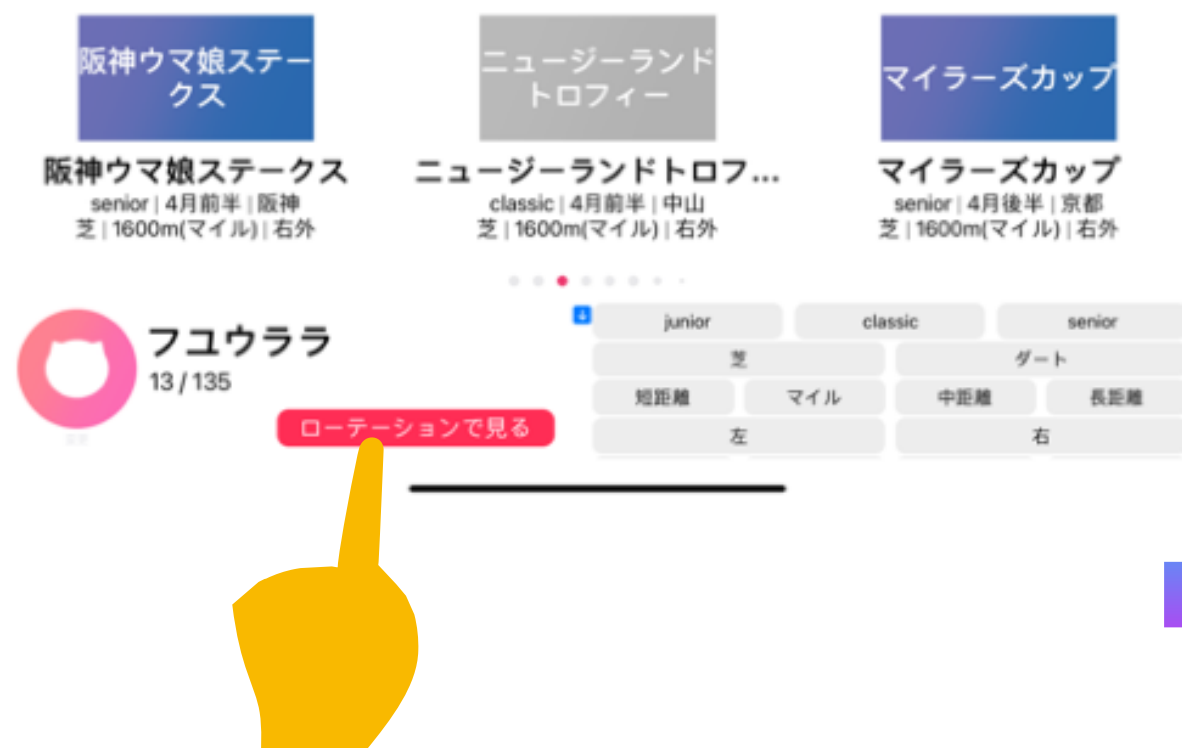 阪神ウマ娘ステー
クス
ニュージーランド
トロフィー
マイラーズカップ
阪神ウマ娘ステークス
ニュージーランドトロフ...
マイラーズカップ
senior | 4月前半 | 阪神
classic | 4月前半 | 中山
senior | 4月後半 | 京都
芝 | 1600m(マイル) | 右外
芝 | 1600m(マイル) | 右外
芝 | 1600m(マイル) | 右外
フユウララ
13 / 135
ローテーションで見る
junior
classic
senior
芝
ダート
短距離
マイル
中距離
長距離
左
右